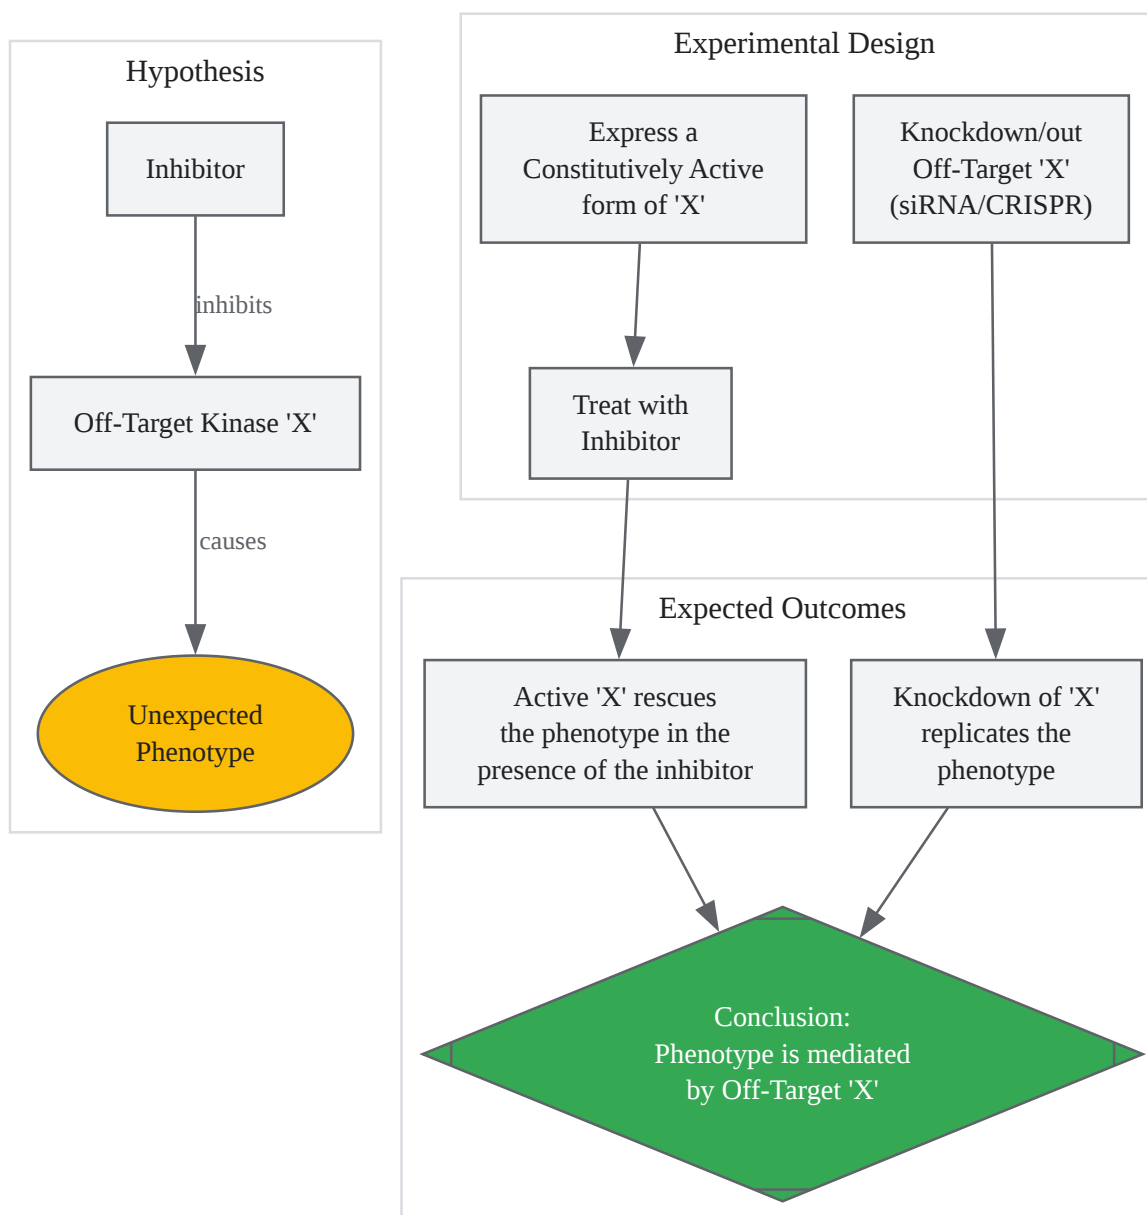 Hypothesis
Inhibitor
inhibits
Off-Target Kinase 'X'
causes
Unexpected
Phenotype
Experimental Design
Express a
Constitutively Active
form of 'X'
Knockdown/out
Off-Target 'X'
(siRNA/CRISPR)
Treat with
Inhibitor
Expected Outcomes
Active 'X' rescues
the phenotype in the
presence of the inhibitor
Knockdown of 'X'
replicates the
phenotype
Conclusion:
Phenotype is mediated
by Off-Target 'X'